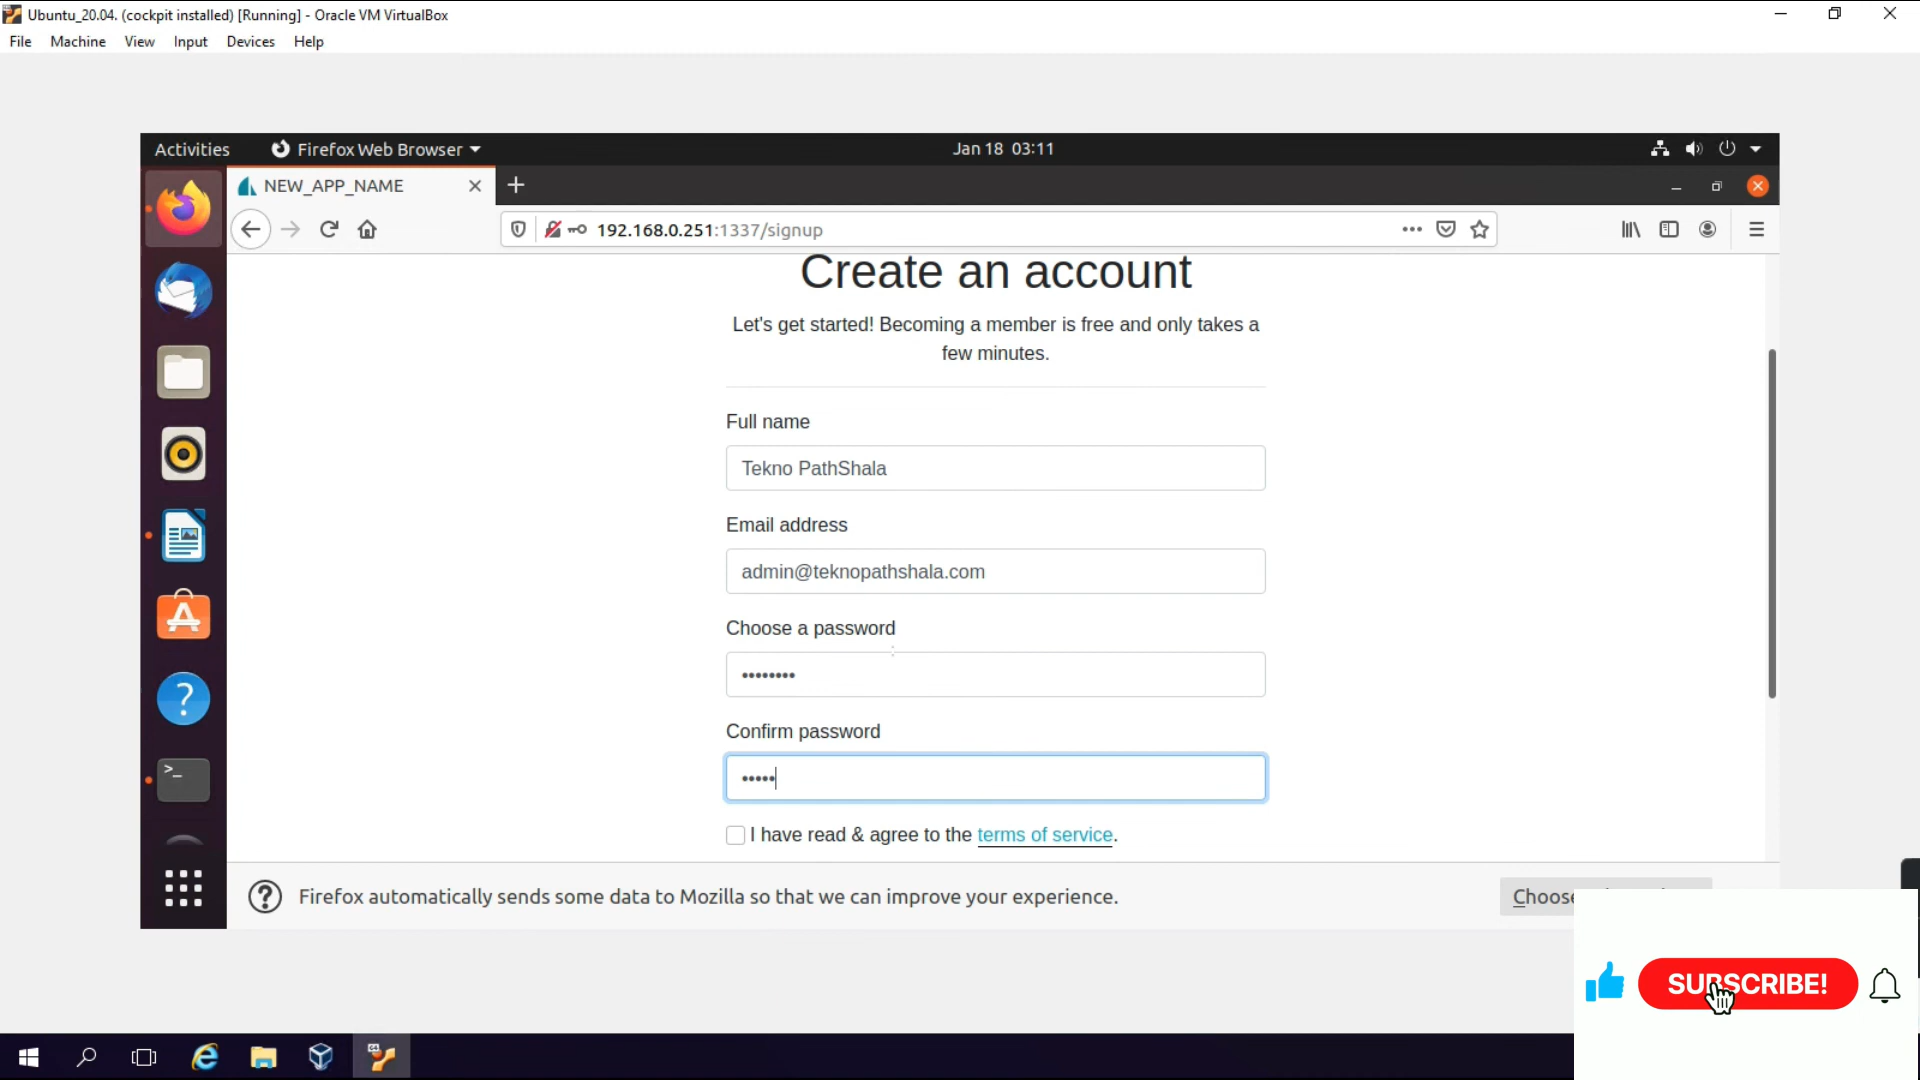 Ubuntu_20.04. (cockpit installed) [Running] - Oracle VM VirtualBox
File Machine View Input Devices Help
Activities Firefox Web Browser Jan 18 03:11
NEW_APP_NAME
192.168.0.251:1337/signup
Create an account
Let's get started! Becoming a member is free and only takes a
few minutes.
Full name
Tekno PathShala
Email address
admin@teknopathshala.com
Choose a password
••••••••
Confirm password
•••••
I have read & agree to the terms of service.
Firefox automatically sends some data to Mozilla so that we can improve your experience.
SUBSCRIBE!